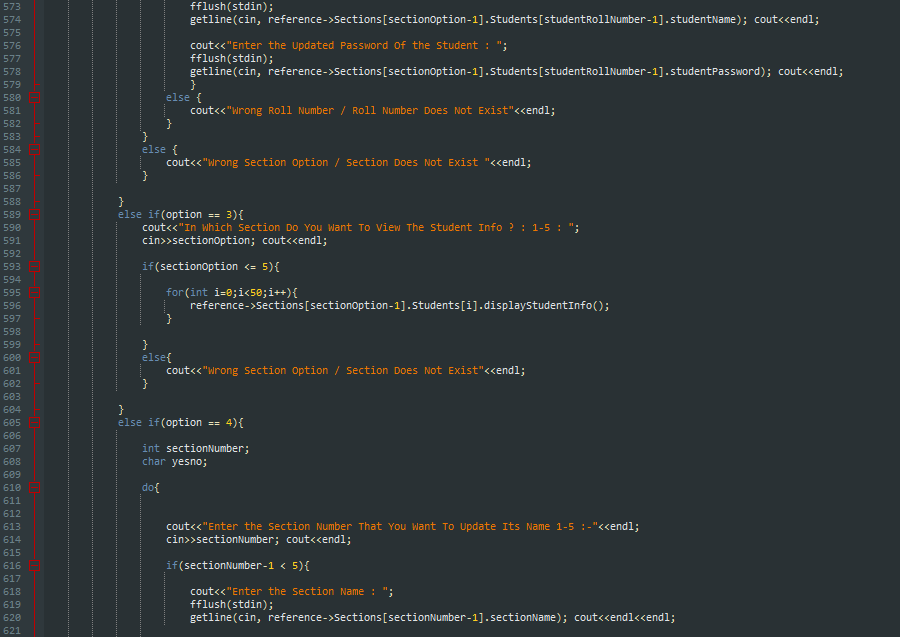 573 fflush(stdin);
574 getline(cin, reference->Sections[sectionOption-1].Students[studentRollNumber-1].studentName); cout<<endl;
575
576 cout<<"Enter the Updated Password Of the Student : ";
577 fflush(stdin);
578 getline(cin, reference->Sections[sectionOption-1].Students[studentRollNumber-1].studentPassword); cout<<endl;
579 }
580 else {
581 cout<<"Wrong Roll Number / Roll Number Does Not Exist"<<endl;
582 }
583 }
584 else {
585 cout<<"Wrong Section Option / Section Does Not Exist "<<endl;
586 }
587
588 }
589 else if(option == 3){
590 cout<<"In Which Section Do You Want To View The Student Info ? : 1-5 : ";
591 cin>>sectionOption; cout<<endl;
592
593 if(sectionOption <= 5){
594
595 for(int i=0;i<50;i++){
596 reference->Sections[sectionOption-1].Students[i].displayStudentInfo();
597 }
598
599 }
600 else{
601 cout<<"Wrong Section Option / Section Does Not Exist"<<endl;
602 }
603
604 }
605 else if(option == 4){
606
607 int sectionNumber;
608 char yesno;
609
610 do{
611
612
613 cout<<"Enter the Section Number That You Want To Update Its Name 1-5 :-"<<endl;
614 cin>>sectionNumber; cout<<endl;
615
616 if(sectionNumber-1 < 5){
617
618 cout<<"Enter the Section Name : ";
619 fflush(stdin);
620 getline(cin, reference->Sections[sectionNumber-1].sectionName); cout<<endl<<endl;
621